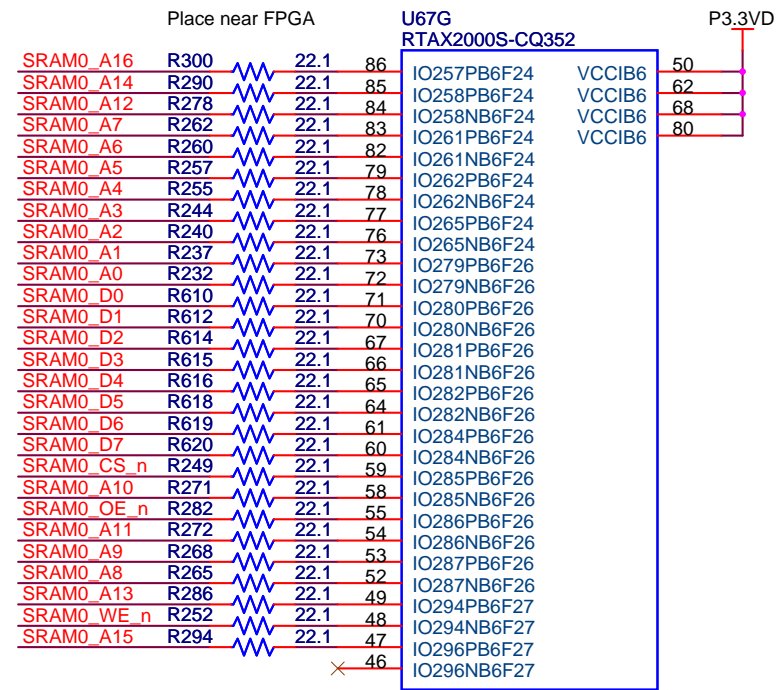 Place near FPGA
U67G
P3.3VD
RTAX2000S-CQ352
SRAM0_A16 R300 22.1 86 IO257PB6F24 VCCIB6 50
SRAM0_A14 R290 22.1 85 IO258PB6F24 VCCIB6 62
SRAM0_A12 R278 22.1 84 IO258NB6F24 VCCIB6 68
SRAM0_A7 R262 22.1 83 IO261PB6F24 VCCIB6 80
SRAM0_A6 R260 22.1 82 IO261NB6F24
SRAM0_A5 R257 22.1 79 IO262PB6F24
SRAM0_A4 R255 22.1 78 IO262NB6F24
SRAM0_A3 R244 22.1 77 IO265PB6F24
SRAM0_A2 R240 22.1 76 IO265NB6F24
SRAM0_A1 R237 22.1 73 IO279PB6F26
SRAM0_A0 R232 22.1 72 IO279NB6F26
SRAM0_D0 R610 22.1 71 IO280PB6F26
SRAM0_D1 R612 22.1 70 IO280NB6F26
SRAM0_D2 R614 22.1 67 IO281PB6F26
SRAM0_D3 R615 22.1 66 IO281NB6F26
SRAM0_D4 R616 22.1 65 IO282PB6F26
SRAM0_D5 R618 22.1 64 IO282NB6F26
SRAM0_D6 R619 22.1 61 IO284PB6F26
SRAM0_D7 R620 22.1 60 IO284NB6F26
SRAM0_CS_n R249 22.1 59 IO285PB6F26
SRAM0_A10 R271 22.1 58 IO285NB6F26
SRAM0_OE_n R282 22.1 55 IO286PB6F26
SRAM0_A11 R272 22.1 54 IO286NB6F26
SRAM0_A9 R268 22.1 53 IO287PB6F26
SRAM0_A8 R265 22.1 52 IO287NB6F26
SRAM0_A13 R286 22.1 49 IO294PB6F27
SRAM0_WE_n R252 22.1 48 IO294NB6F27
SRAM0_A15 R294 22.1 47 IO296PB6F27
46 IO296NB6F27